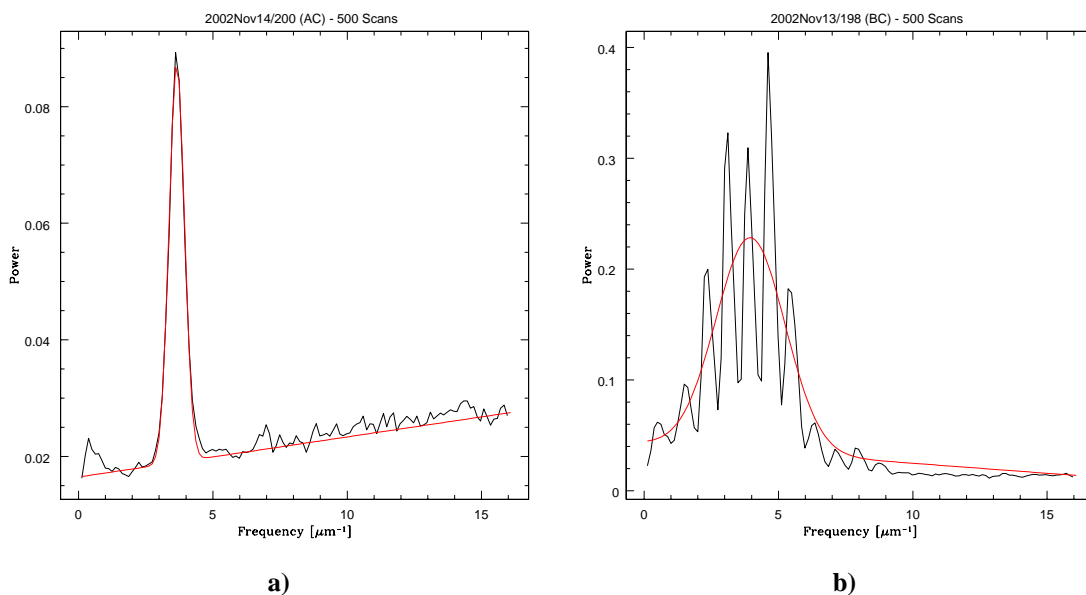 2002Nov14/200 (AC) - 500 Scans
0.08
0.06
0.04
0.02
Power
0
5
10
15
Frequency [μm⁻¹]
a)
2002Nov13/198 (BC) - 500 Scans
0.4
0.3
0.2
0.1
0
Power
0
5
10
15
Frequency [μm⁻¹]
b)